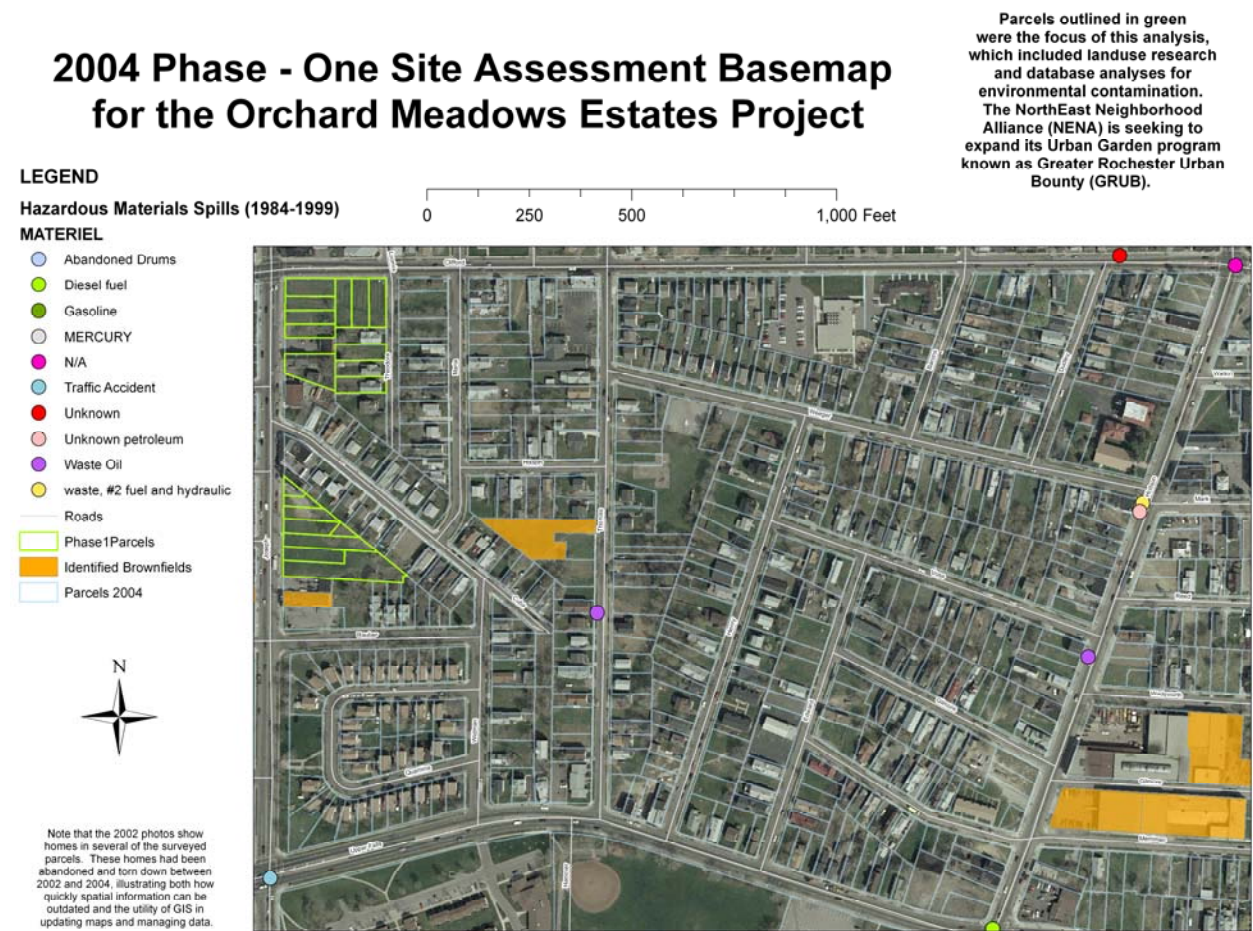 2004 Phase - One Site Assessment Basemap
for the Orchard Meadows Estates Project
Parcels outlined in green
were the focus of this analysis,
which included landuse research
and database analyses for
environmental contamination.
The NorthEast Neighborhood
Alliance (NENA) is seeking to
expand its Urban Garden program
known as Greater Rochester Urban
Bounty (GRUB).
LEGEND
Hazardous Materials Spills (1984-1999)
MATERIEL
Abandoned Drums
Diesel fuel
Gasoline
MERCURY
N/A
Traffic Accident
Unknown
Unknown petroleum
Waste Oil
waste, #2 fuel and hydraulic
Roads
Phase1Parcels
Identified Brownfields
Parcels 2004
0 250 500 1,000 Feet
N
Note that the 2002 photos show
homes in several of the surveyed
parcels. These homes had been
abandoned and torn down between
2002 and 2004, illustrating both how
quickly spatial information can be
outdated and the utility of GIS in
updating maps and managing data.
Clifford
Weeger
Thomas
Mark
Upper Falls